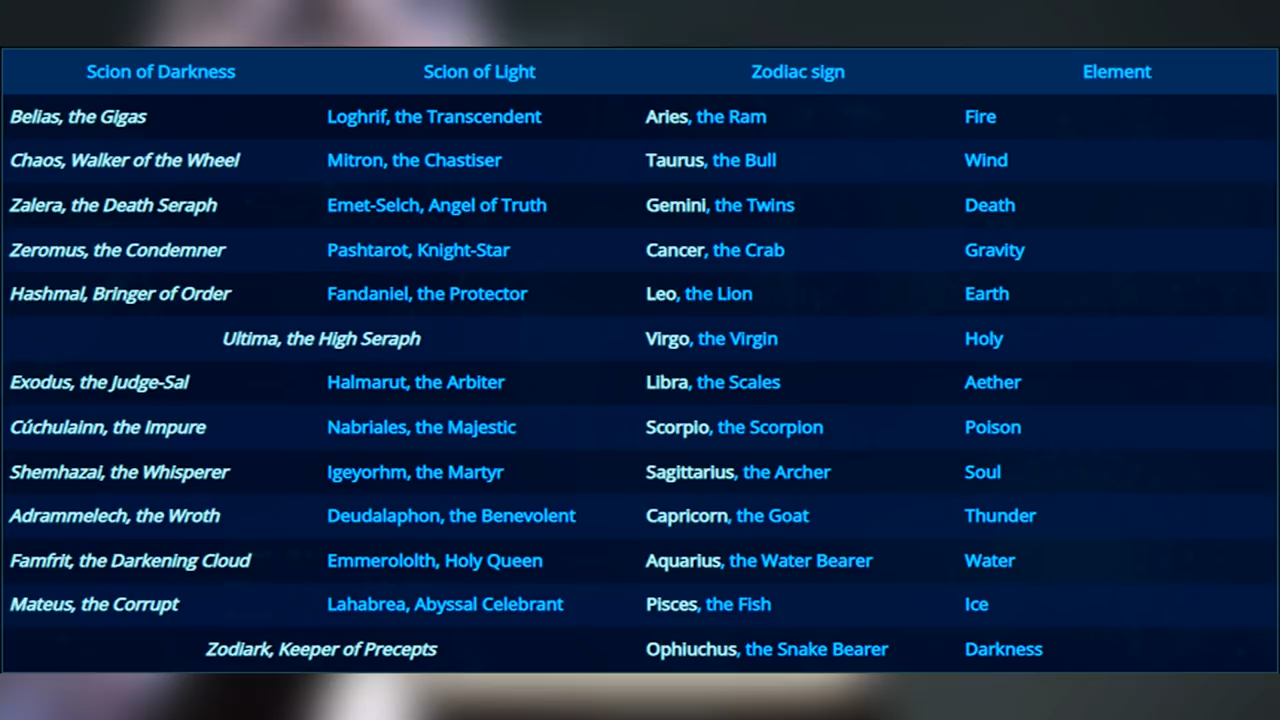 Scion of Darkness Scion of Light Zodiac sign Element
Belias, the Gigas Loghrif, the Transcendent Aries, the Ram Fire
Chaos, Walker of the Wheel Mitron, the Chastiser Taurus, the Bull Wind
Zalera, the Death Seraph Emet-Selch, Angel of Truth Gemini, the Twins Death
Zeromus, the Condemner Pashtarot, Knight-Star Cancer, the Crab Gravity
Hashmal, Bringer of Order Fandaniel, the Protector Leo, the Lion Earth
Ultima, the High Seraph Virgo, the Virgin Holy
Exodus, the Judge-Sal Halmarut, the Arbiter Libra, the Scales Aether
Cúchulainn, the Impure Nabriales, the Majestic Scorpio, the Scorpion Poison
Shemhazai, the Whisperer Igeyorhm, the Martyr Sagittarius, the Archer Soul
Adrammelech, the Wroth Deudalaphon, the Benevolent Capricorn, the Goat Thunder
Famfrit, the Darkening Cloud Emmerololth, Holy Queen Aquarius, the Water Bearer Water
Mateus, the Corrupt Lahabrea, Abyssal Celebrant Pisces, the Fish Ice
Zodiark, Keeper of Precepts Ophiuchus, the Snake Bearer Darkness